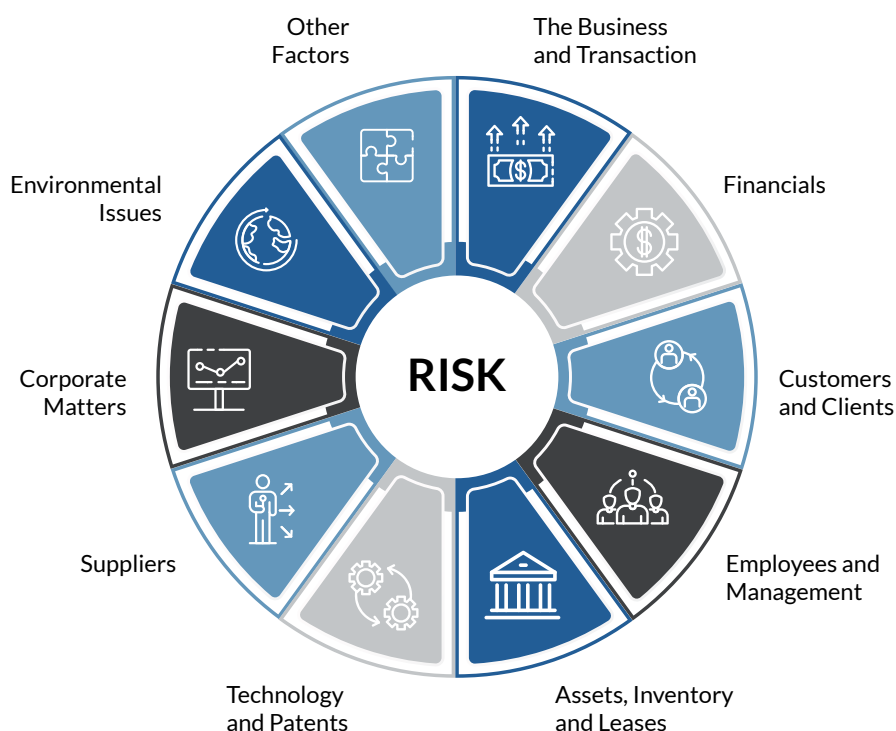 Other
Factors
The Business
and Transaction
Environmental
Issues
Financials
RISK
Corporate
Matters
Customers
and Clients
Suppliers
Employees and
Management
Technology
and Patents
Assets, Inventory
and Leases
$
$